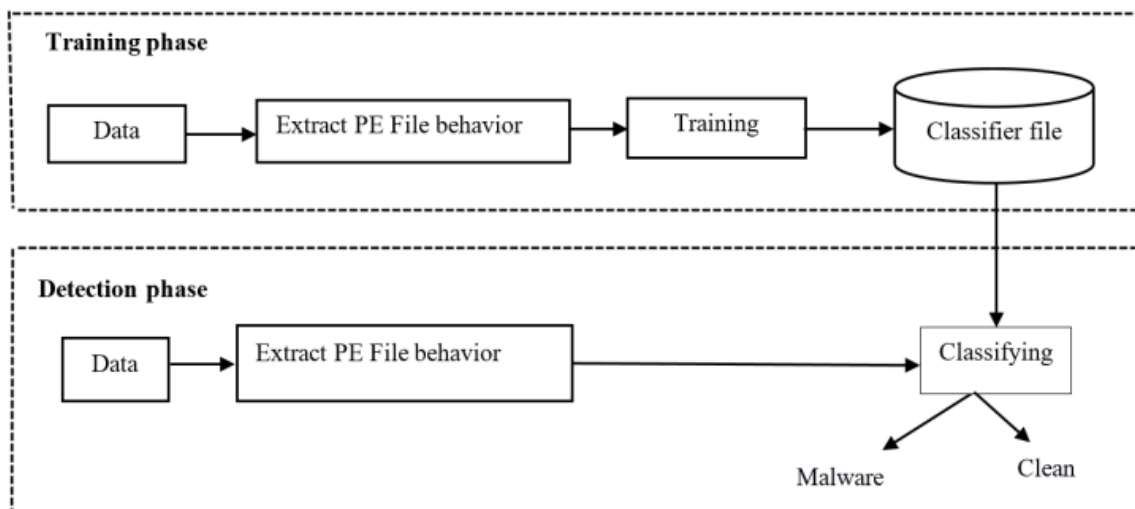 Training phase
Data
Extract PE File behavior
Training
Classifier file
Detection phase
Data
Extract PE File behavior
Classifying
Malware
Clean